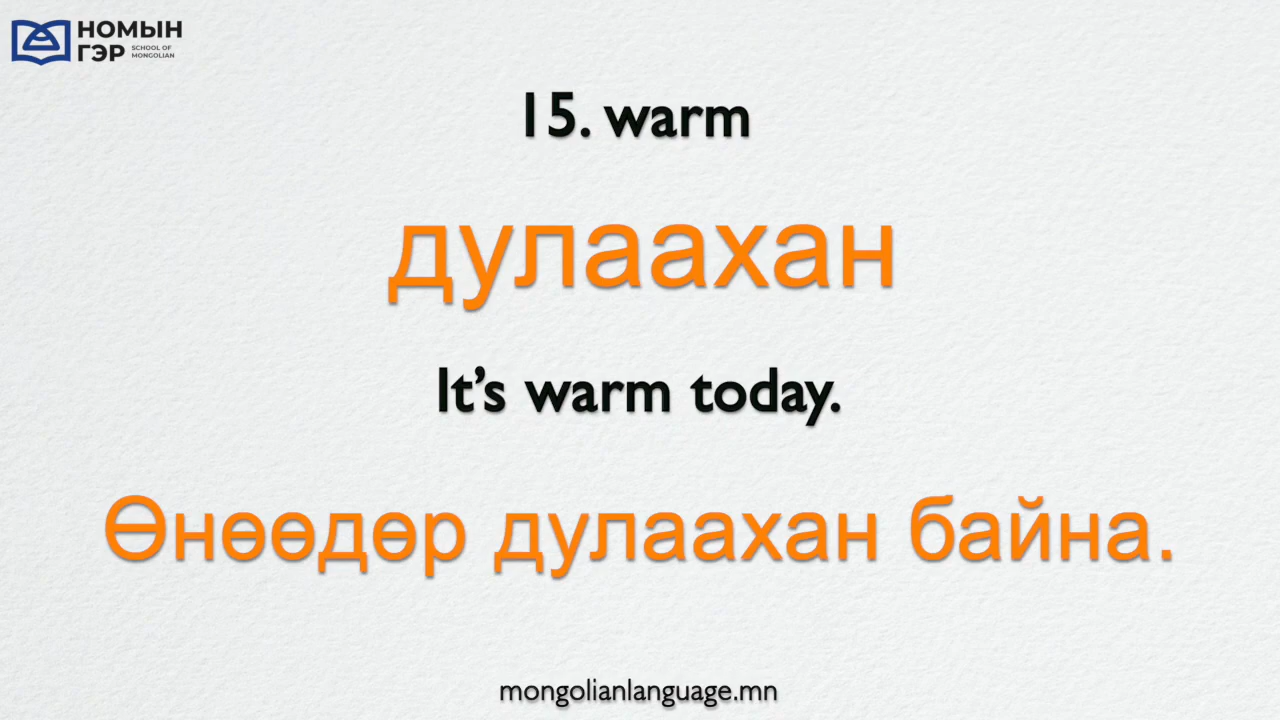 НОМЫН
ГЭР SCHOOL OF MONGOLIAN
15. warm
дулаахан
It's warm today.
Өнөөдөр дулаахан байна.
mongolianlanguage.mn